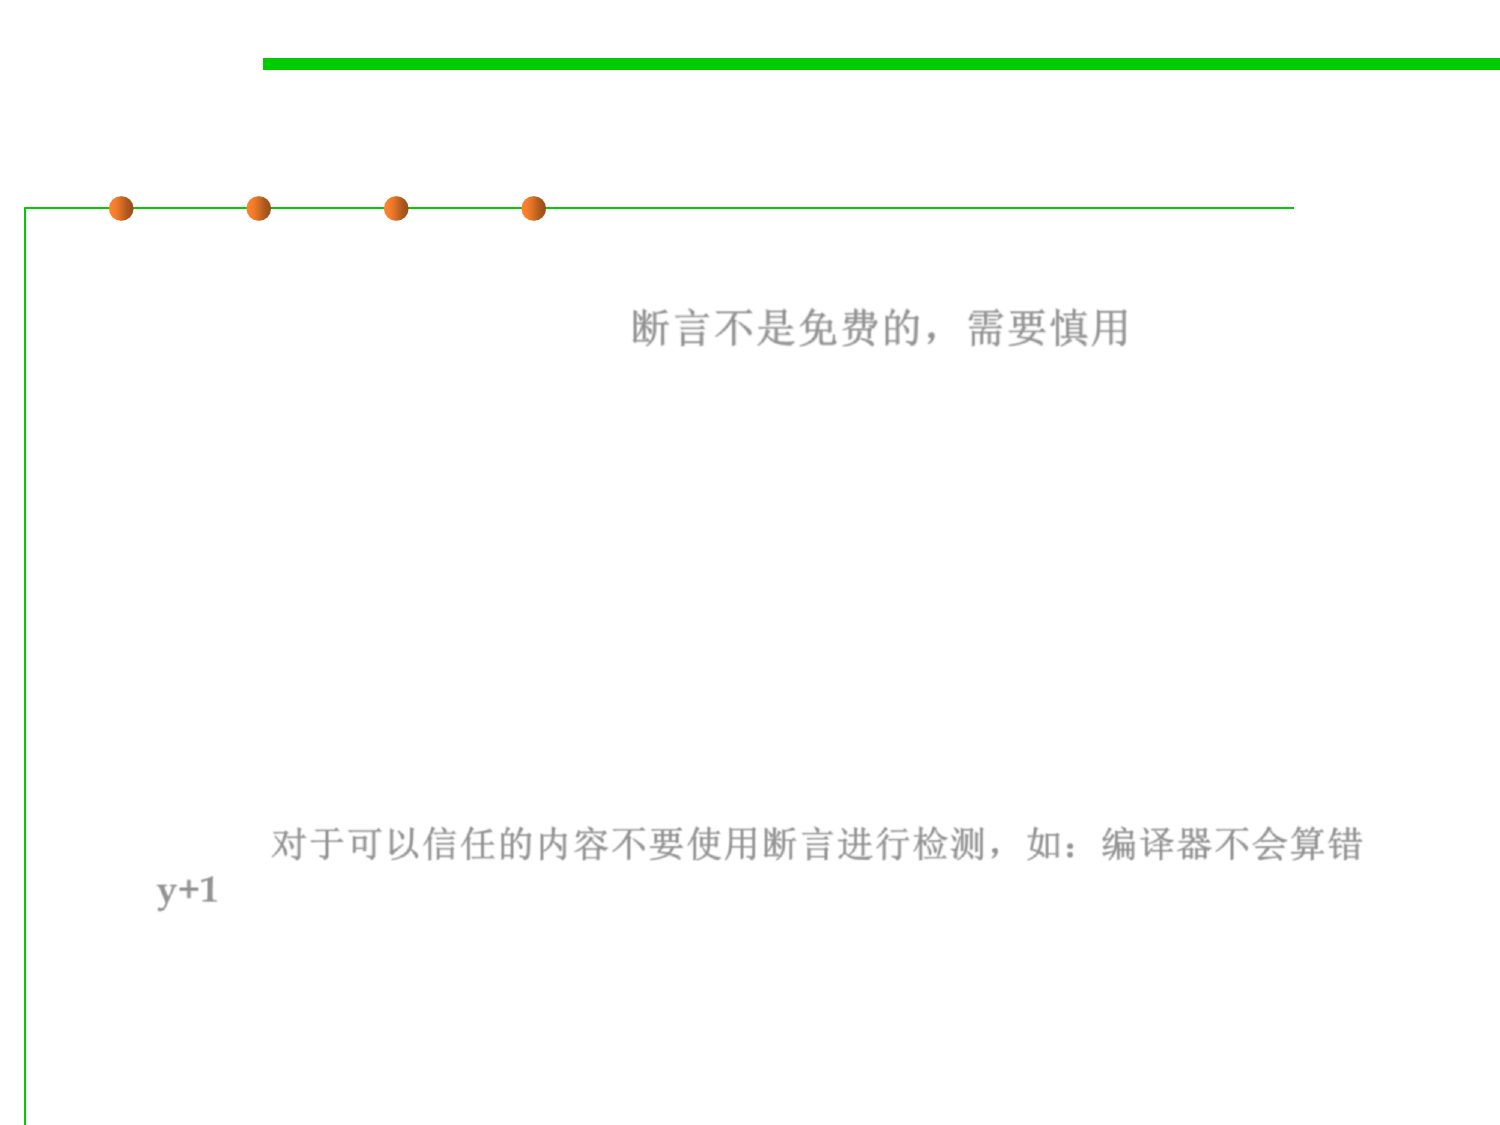 断言不是免费的，需要慎用
对于可以信任的内容不要使用断言进行检测，如：编译器不会算错
y+1